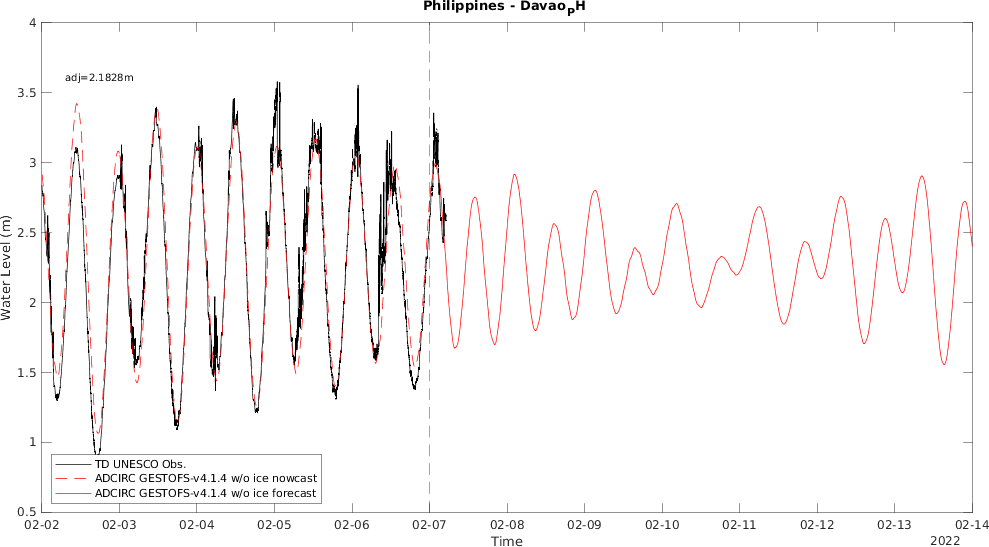 Philippines - Davao_PH
4
3.5
3
2.5
2
1.5
1
0.5
Water Level (m)
adj=2.1828m
TD UNESCO Obs.
ADCIRC GESTOFS-v4.1.4 w/o ice nowcast
ADCIRC GESTOFS-v4.1.4 w/o ice forecast
02-02 02-03 02-04 02-05 02-06 02-07 02-08 02-09 02-10 02-11 02-12 02-13 02-14
Time
2022